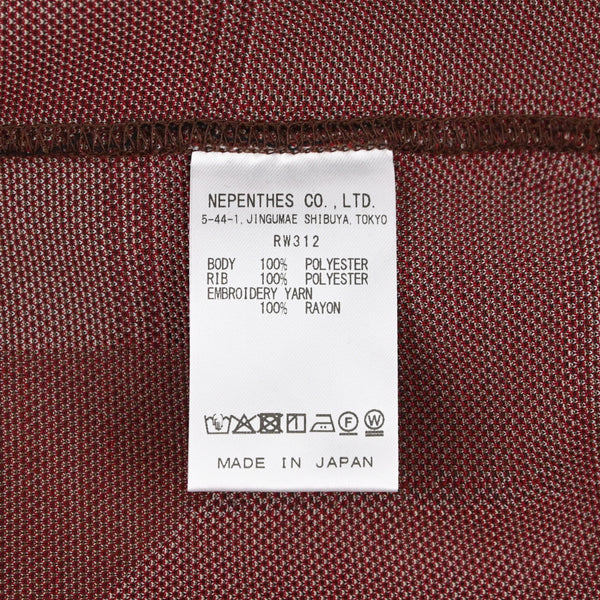 NEPENTHES CO., LTD.
5-44-1, JINGUMAE SHIBUYA, TOKYO
RW312
BODY 100% POLYESTER
RIB 100% POLYESTER
EMBROIDERY YARN
100% RAYON
F W
MADE IN JAPAN